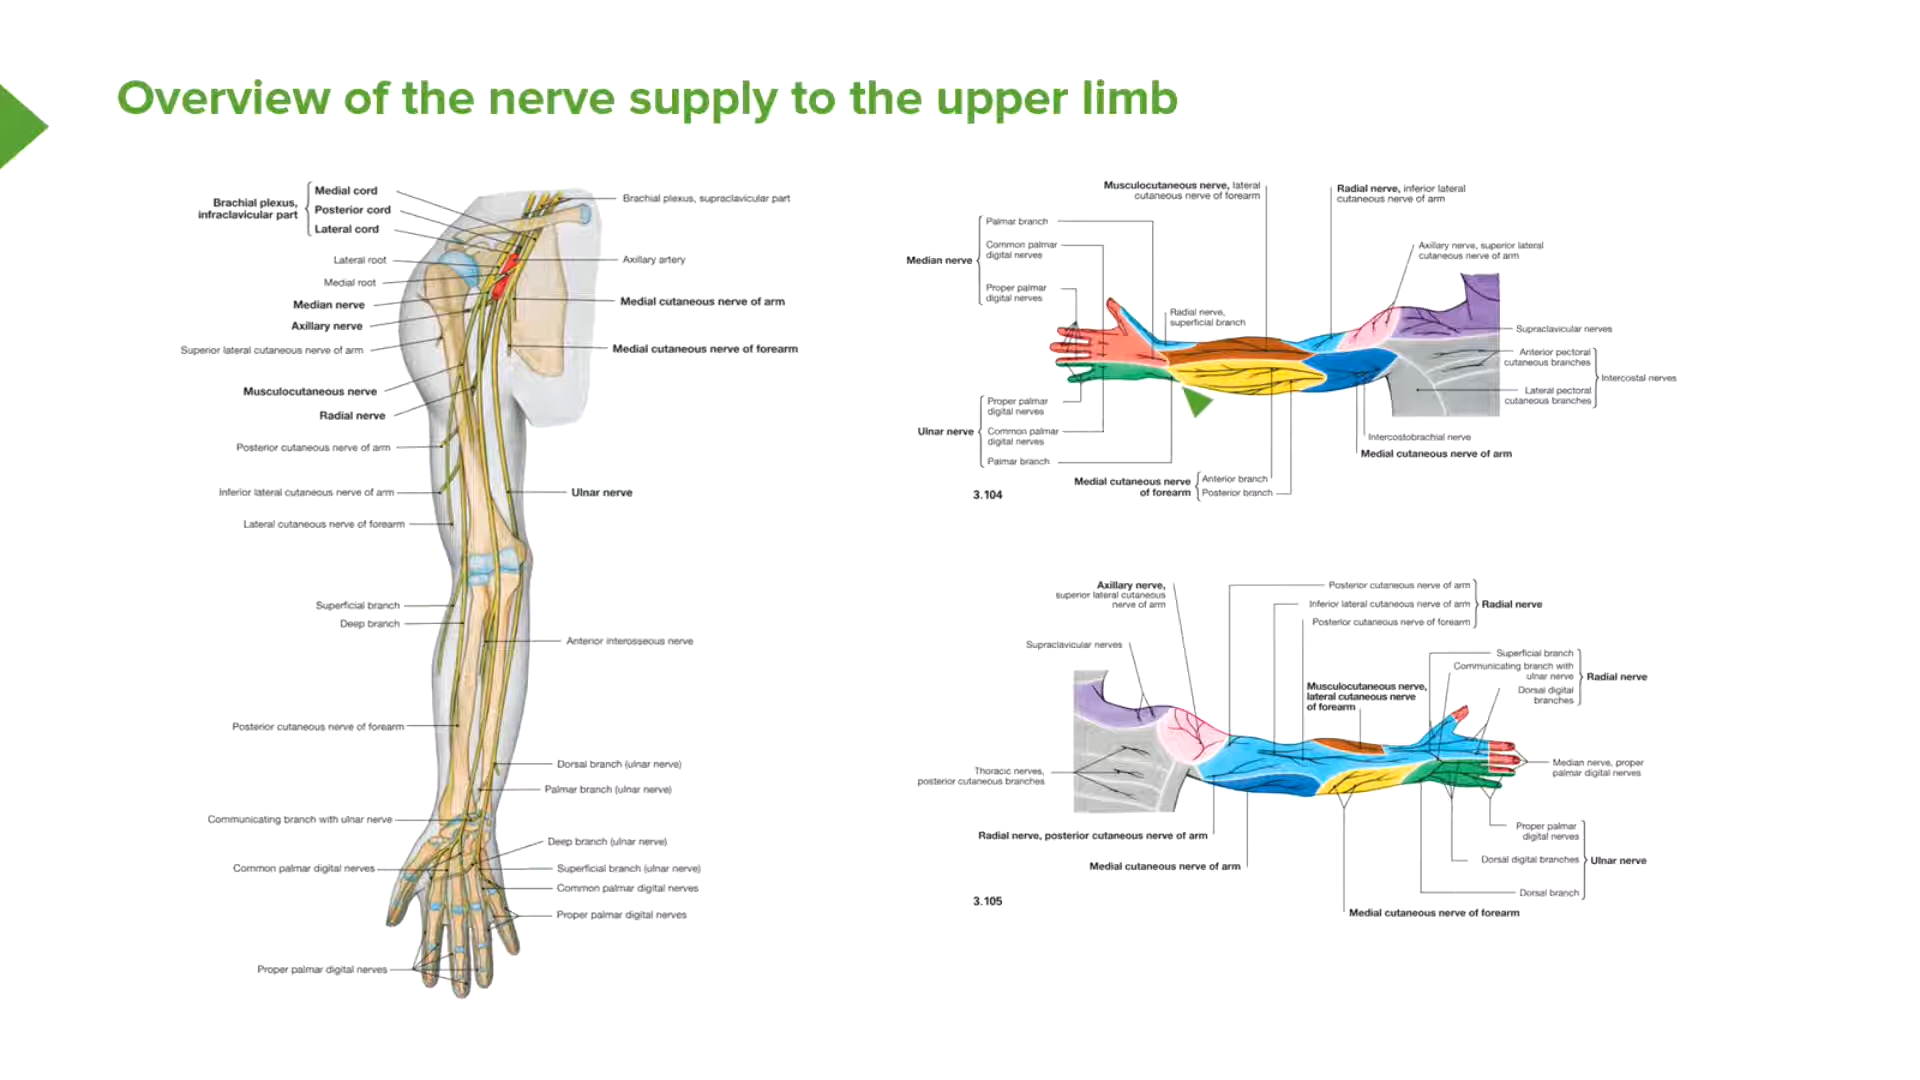 Overview of the nerve supply to the upper limb
Brachial plexus,
infraclavicular part
Medial cord
Posterior cord
Lateral cord
Lateral root
Medial root
Median nerve
Axillary nerve
Superior lateral cutaneous nerve of arm
Musculocutaneous nerve
Radial nerve
Posterior cutaneous nerve of arm
Inferior lateral cutaneous nerve of arm
Lateral cutaneous nerve of forearm
Superficial branch
Deep branch
Posterior cutaneous nerve of forearm
Communicating branch with ulnar nerve
Common palmar digital nerves
Proper palmar digital nerves
Brachial plexus, supraclavicular part
Axillary artery
Medial cutaneous nerve of arm
Medial cutaneous nerve of forearm
Ulnar nerve
Anterior interosseous nerve
Dorsal branch (ulnar nerve)
Palmar branch (ulnar nerve)
Deep branch (ulnar nerve)
Superficial branch (ulnar nerve)
Common palmar digital nerves
Proper palmar digital nerves
Musculocutaneous nerve, lateral
cutaneous nerve of forearm
Radial nerve, inferior lateral
cutaneous nerve of arm
Median nerve
Palmar branch
Common palmar
digital nerves
Proper palmar
digital nerves
Axillary nerve, superior lateral
cutaneous nerve of arm
Radial nerve,
superficial branch
Supraclavicular nerves
Anterior pectoral
cutaneous branches
Lateral pectoral
cutaneous branches
Intercostal nerves
Ulnar nerve
Proper palmar
digital nerves
Common palmar
digital nerves
Palmar branch
Intercostobrachial nerve
Medial cutaneous nerve of arm
Medial cutaneous nerve
of forearm
Anterior branch
Posterior branch
3.104
Axillary nerve,
superior lateral cutaneous
nerve of arm
Supraclavicular nerves
Posterior cutaneous nerve of arm
Inferior lateral cutaneous nerve of arm
Posterior cutaneous nerve of forearm
Radial nerve
Superficial branch
Communicating branch with
ulnar nerve
Dorsal digital
branches
Radial nerve
Musculocutaneous nerve,
lateral cutaneous nerve
of forearm
Thoracic nerves,
posterior cutaneous branches
Median nerve, proper
palmar digital nerves
Radial nerve, posterior cutaneous nerve of arm
Medial cutaneous nerve of arm
Proper palmar
digital nerves
Dorsal digital branches
Dorsal branch
Ulnar nerve
3.105
Medial cutaneous nerve of forearm